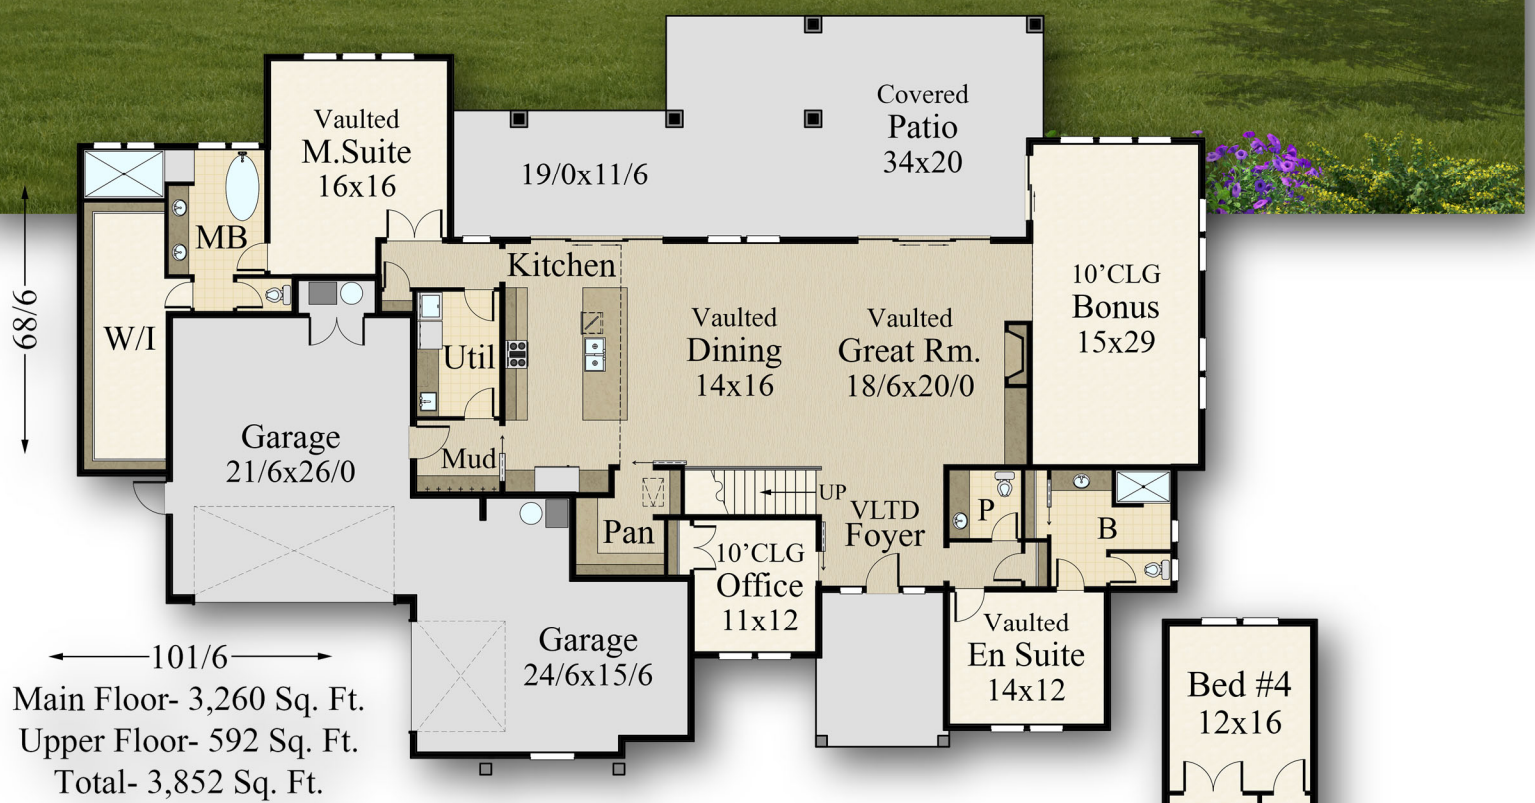 Covered
Patio
34x20
Vaulted
M.Suite
16x16
19/0x11/6
MB
W/I
68/6
Kitchen
Util
Mud
Vaulted
Dining
14x16
Vaulted
Great Rm.
18/6x20/0
10’CLG
Bonus
15x29
Garage
21/6x26/0
UP
Pan
VLTD
Foyer
P
B
10’CLG
Office
11x12
Garage
24/6x15/6
Vaulted
En Suite
14x12
Bed #4
12x16
101/6
Main Floor- 3,260 Sq. Ft.
Upper Floor- 592 Sq. Ft.
Total- 3,852 Sq. Ft.